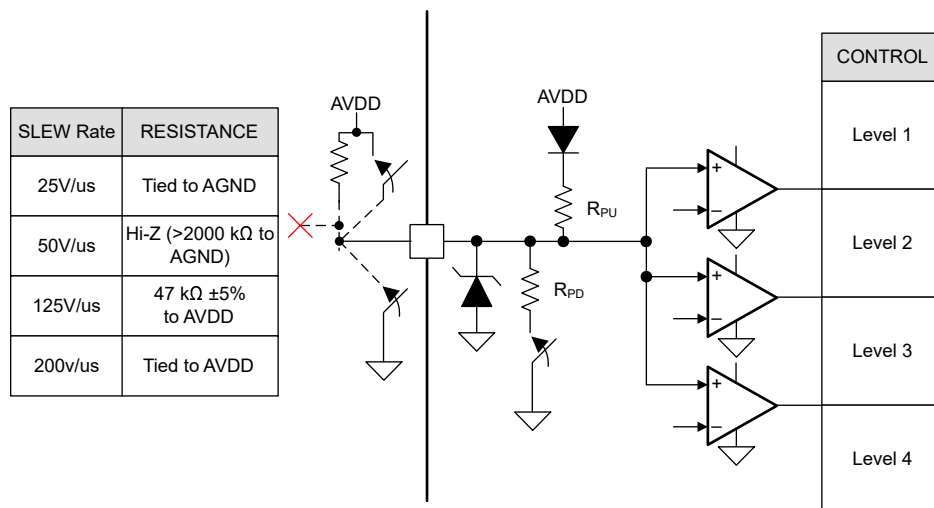 SLEW Rate RESISTANCE
25V/us Tied to AGND
50V/us Hi-Z (>2000 kΩ to
AGND)
125V/us 47 kΩ ±5%
to AVDD
200v/us Tied to AVDD
AVDD
AVDD
RPU
RPD
+
−
+
−
+
−
CONTROL
Level 1
Level 2
Level 3
Level 4